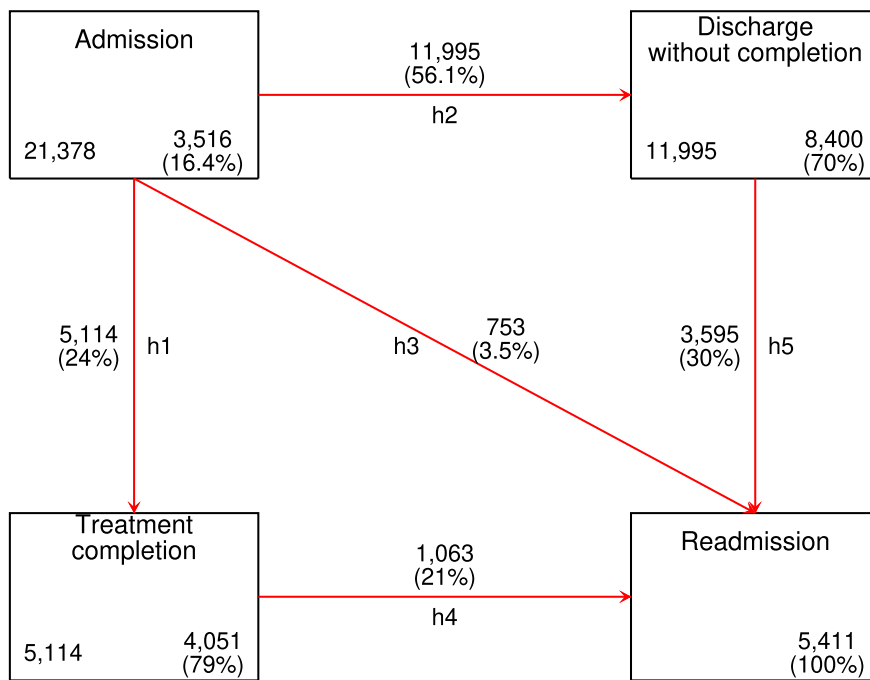 Admission
21,378
3,516
(16.4%)
11,995
(56.1%)
h2
Discharge
without completion
11,995
8,400
(70%)
5,114
(24%)
h1
h3
753
(3.5%)
3,595
(30%)
h5
Treatment
completion
5,114
4,051
(79%)
1,063
(21%)
h4
Readmission
5,411
(100%)